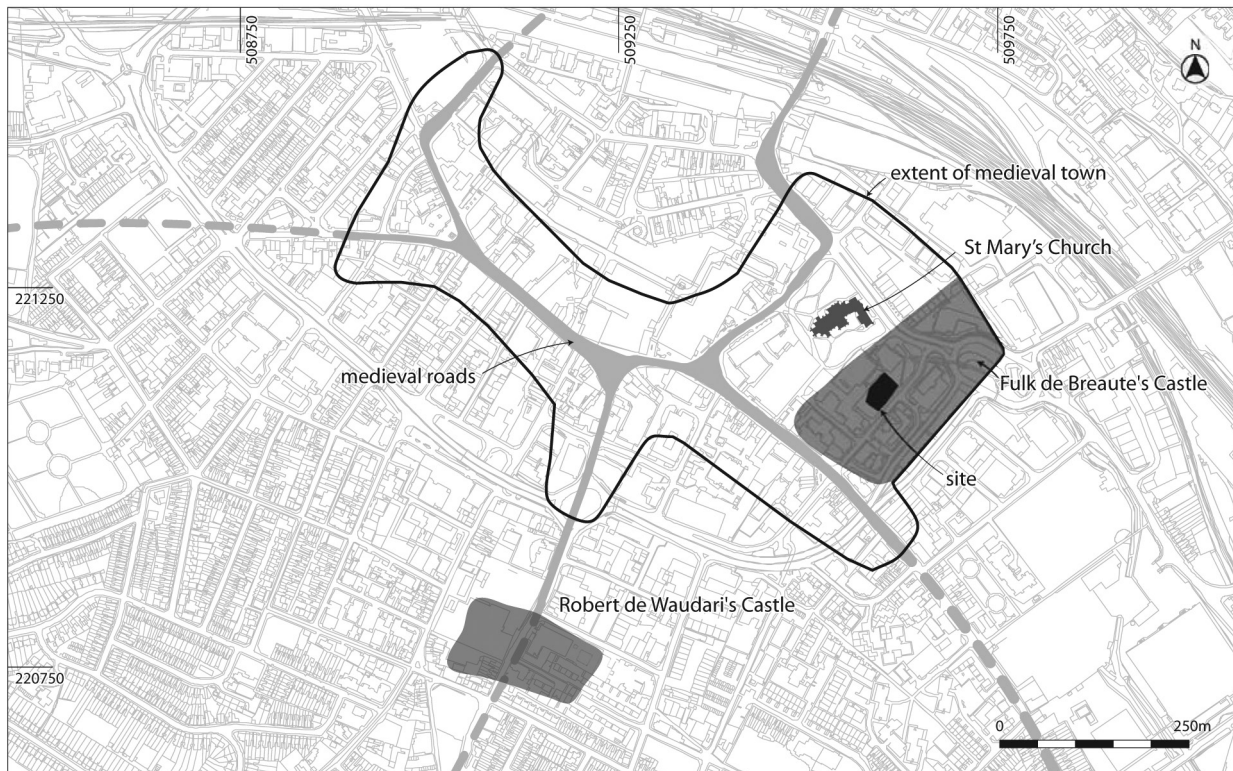 508750
509250
509750
N
extent of medieval town
St Mary's Church
221250
medieval roads
Fulk de Breaute's Castle
site
Robert de Waudari's Castle
220750
0
250m